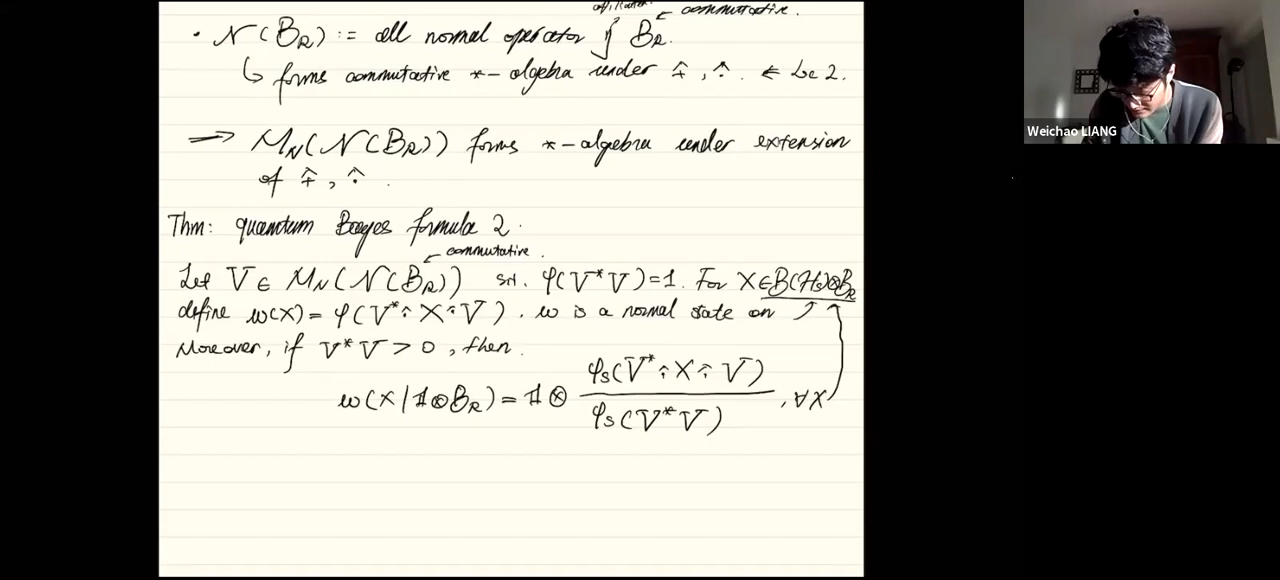 commutative.
· 𝒩(B_R) := all normal operator of B_R.
↳ forms commutative *-algebra under ∔̂, ∸̂. ← Lec 2.
⟹ M_N(𝒩(B_R)) forms *-algebra under extension
of +̂, ·̂.
Thm: quantum Bayes formula 2.
← commutative.
Let V ∈ M_N(𝒩(B_R)) s.t. φ(V*V)=1. For X∈B(H_S)⊗B_R
define w(X) = φ(V* ·̂ X ·̂ V). w is a normal state on ↗
Moreover, if V*V > 0, then.
w(X|𝟙⊗B_R) = 𝟙 ⊗ φ_S(V* ·̂ X ·̂ V) / φ_S(V*V), ∀X
Weichao LIANG